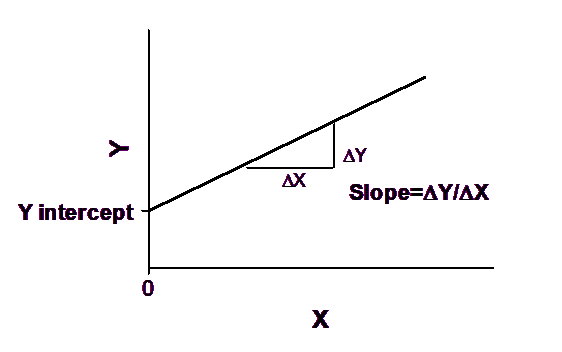 Y
ΔY
ΔX
Slope=ΔY/ΔX
Y intercept
0
X